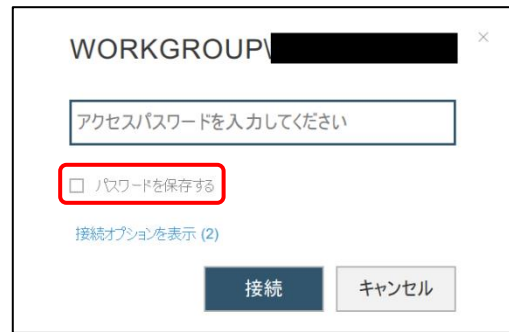 WORKGROUP\
アクセスパスワードを入力してください
パスワードを保存する
接続オプションを表示 (2)
接続
キャンセル